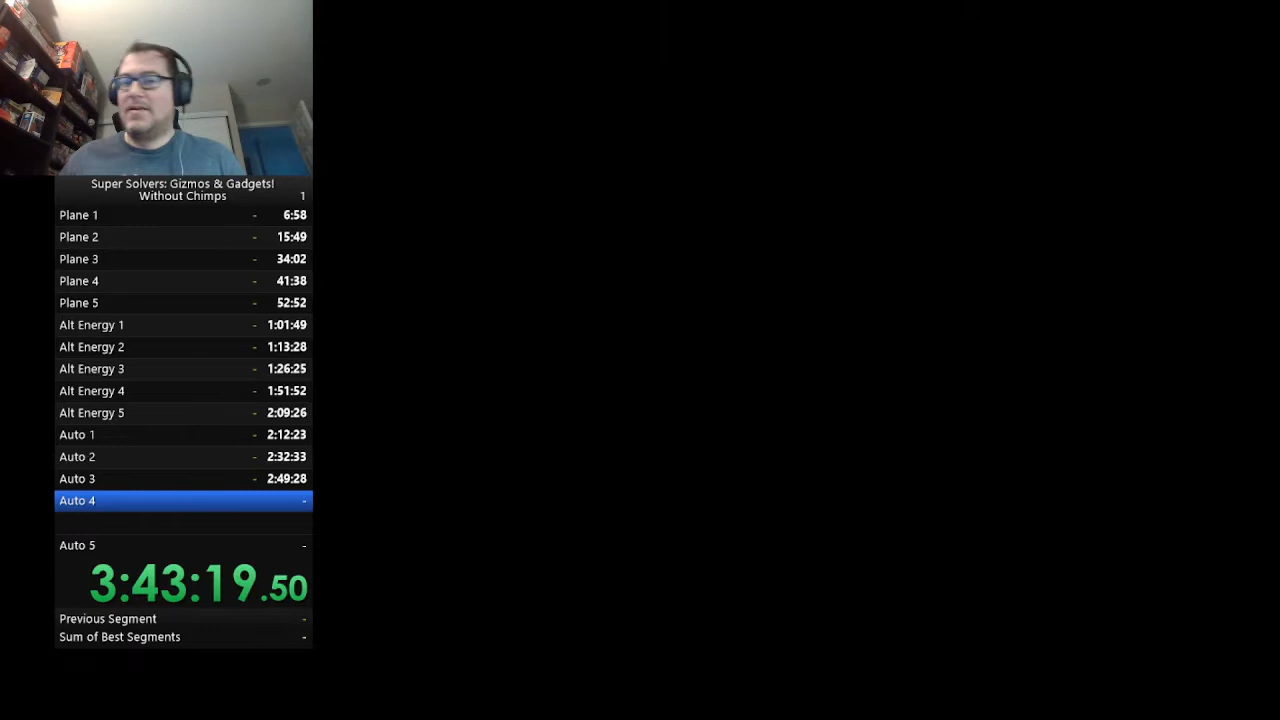 Super Solvers: Gizmos & Gadgets!
Without Chimps 1
Plane 1 - 6:58
Plane 2 - 15:49
Plane 3 - 34:02
Plane 4 - 41:38
Plane 5 - 52:52
Alt Energy 1 - 1:01:49
Alt Energy 2 - 1:13:28
Alt Energy 3 - 1:26:25
Alt Energy 4 - 1:51:52
Alt Energy 5 - 2:09:26
Auto 1 - 2:12:23
Auto 2 - 2:32:33
Auto 3 - 2:49:28
Auto 4 -
Auto 5 -
3:43:19.50
Previous Segment -
Sum of Best Segments -